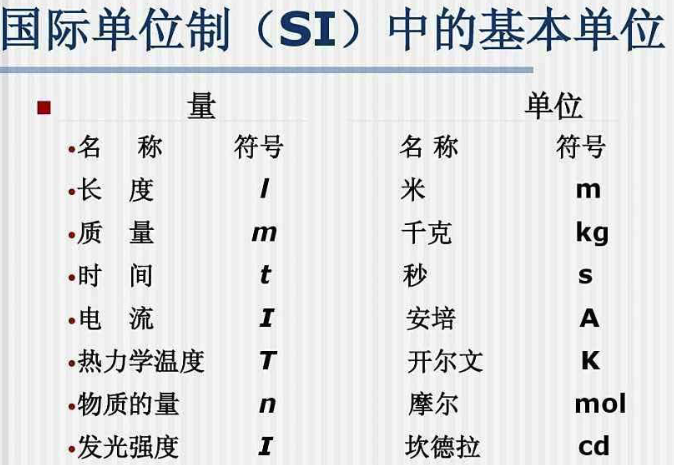 国际单位制（SI）中的基本单位
量 单位
名 称 符号 名 称 符号
长 度 l 米 m
质 量 m 千克 kg
时 间 t 秒 s
电 流 I 安培 A
热力学温度 T 开尔文 K
物质的量 n 摩尔 mol
发光强度 I 坎德拉 cd